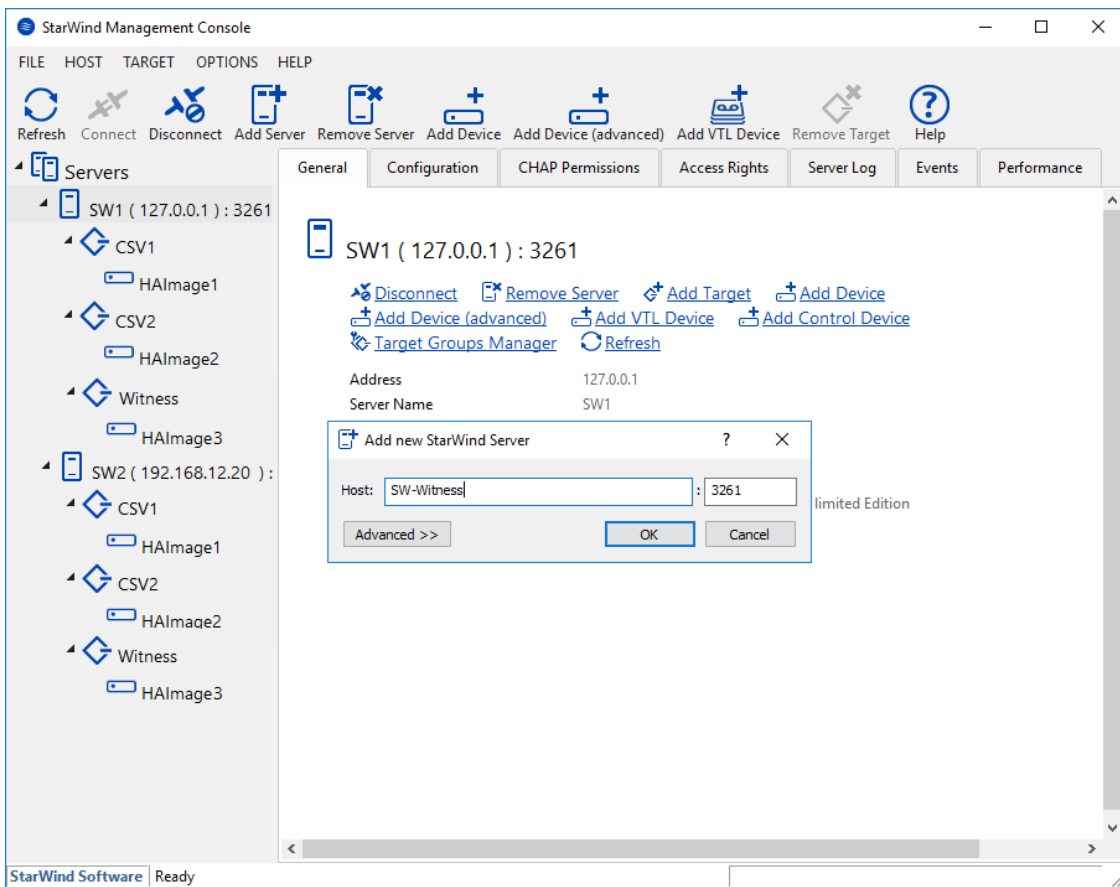 StarWind Management Console
FILE HOST TARGET OPTIONS HELP
Refresh Connect Disconnect Add Server Remove Server Add Device Add Device (advanced) Add VTL Device Remove Target Help
Servers
SW1 ( 127.0.0.1 ) : 3261
CSV1
HAImage1
CSV2
HAImage2
Witness
HAImage3
SW2 ( 192.168.12.20 ) :
CSV1
HAImage1
CSV2
HAImage2
Witness
HAImage3
General Configuration CHAP Permissions Access Rights Server Log Events Performance
SW1 ( 127.0.0.1 ) : 3261
Disconnect Remove Server Add Target Add Device
Add Device (advanced) Add VTL Device Add Control Device
Target Groups Manager Refresh
Address 127.0.0.1
Server Name SW1
Add new StarWind Server ?
Host: SW-Witness : 3261
limited Edition
Advanced >> OK Cancel
StarWind Software Ready